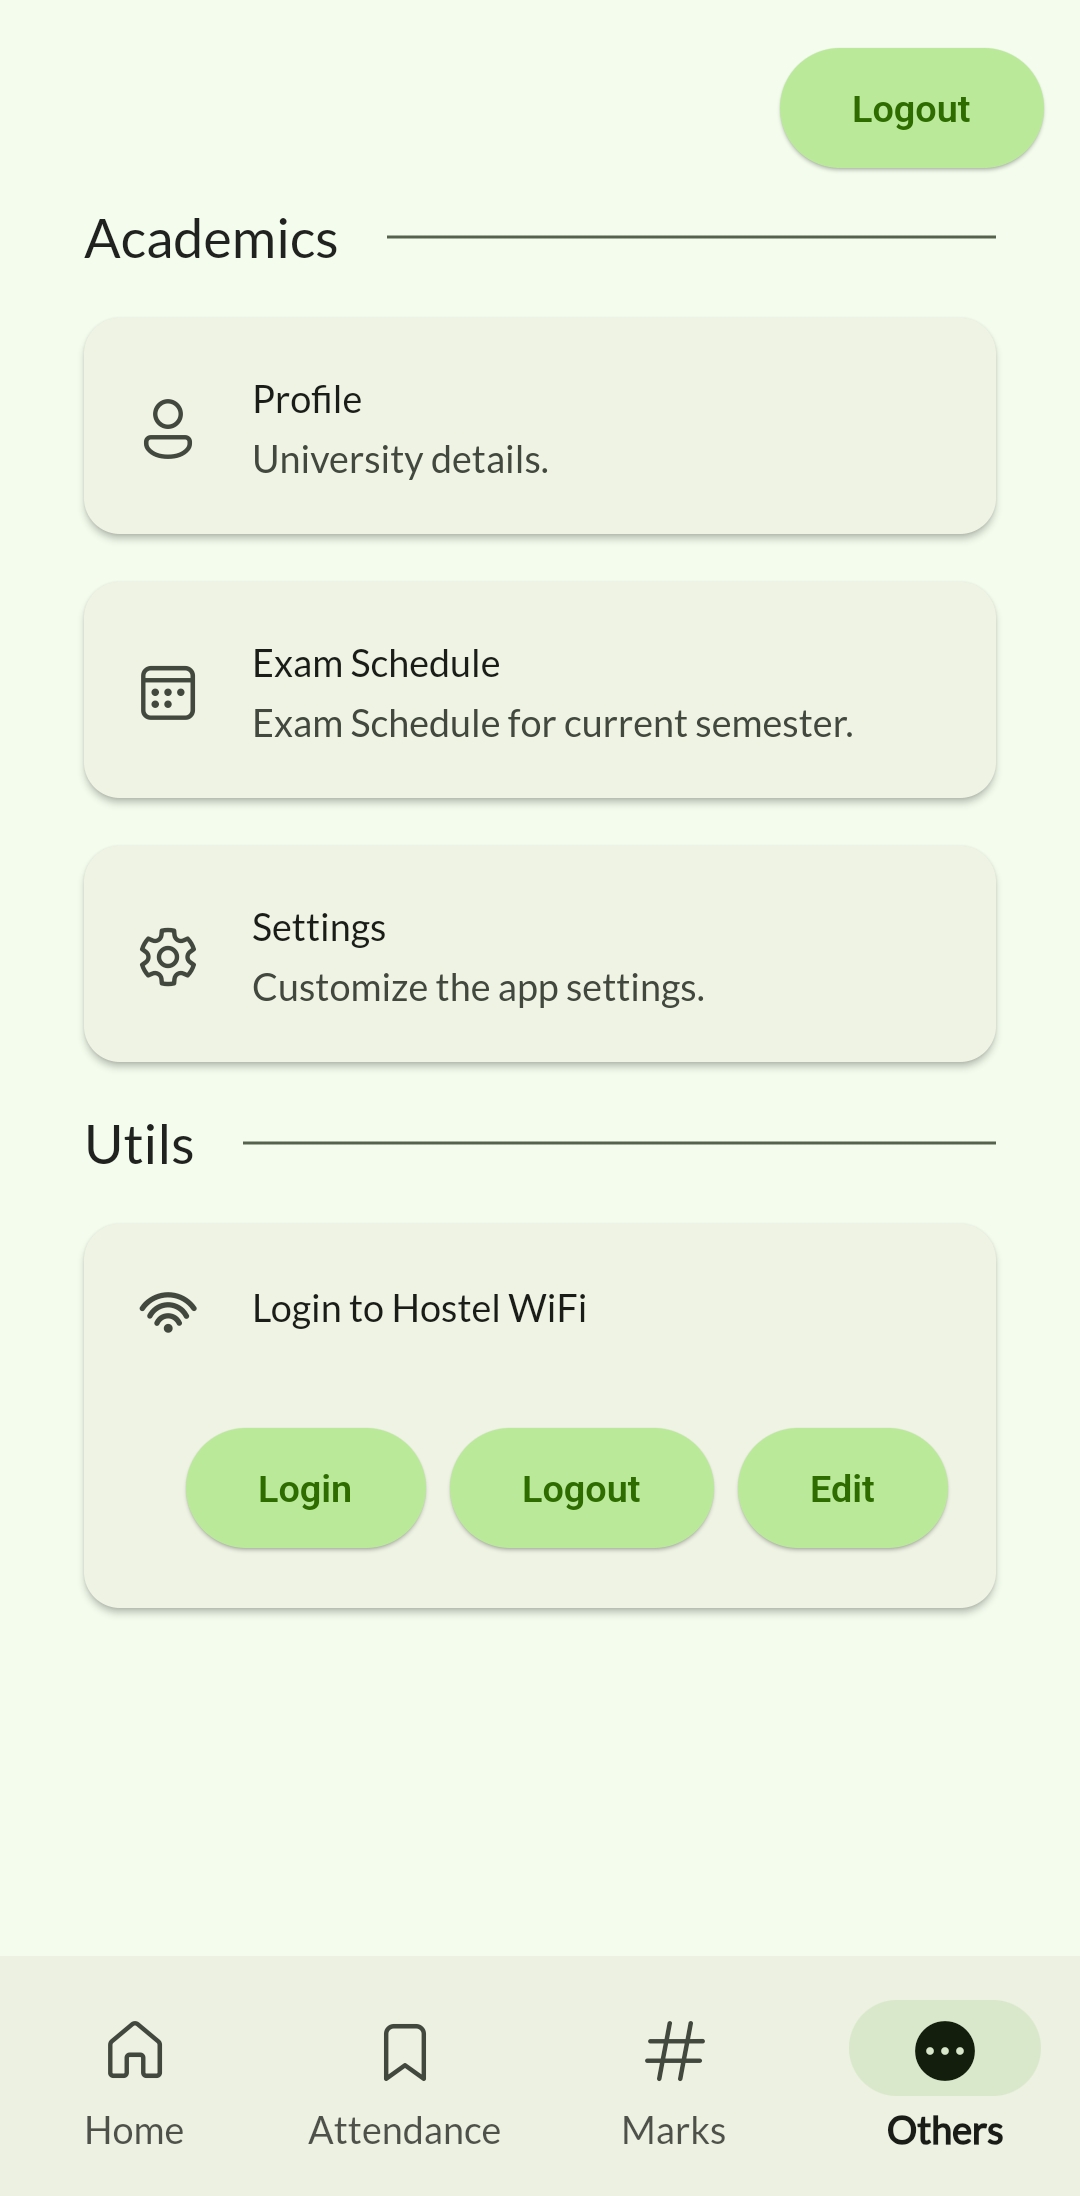 Logout
Academics
Profile
University details.
Exam Schedule
Exam Schedule for current semester.
Settings
Customize the app settings.
Utils
Login to Hostel WiFi
Login Logout Edit
Home Attendance Marks Others